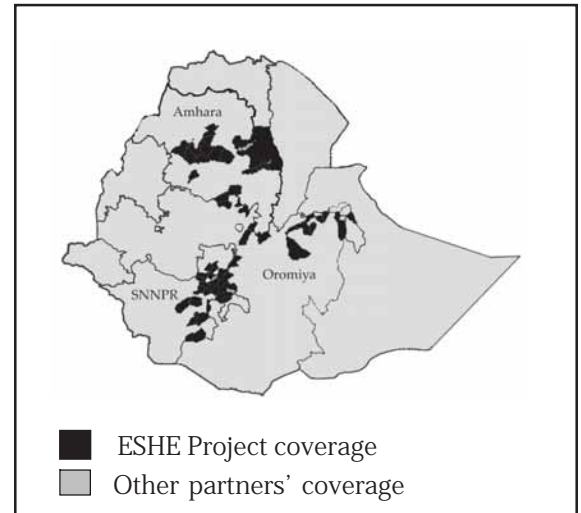 Amhara
Oromiya
SNNPR
ESHE Project coverage
Other partners’ coverage